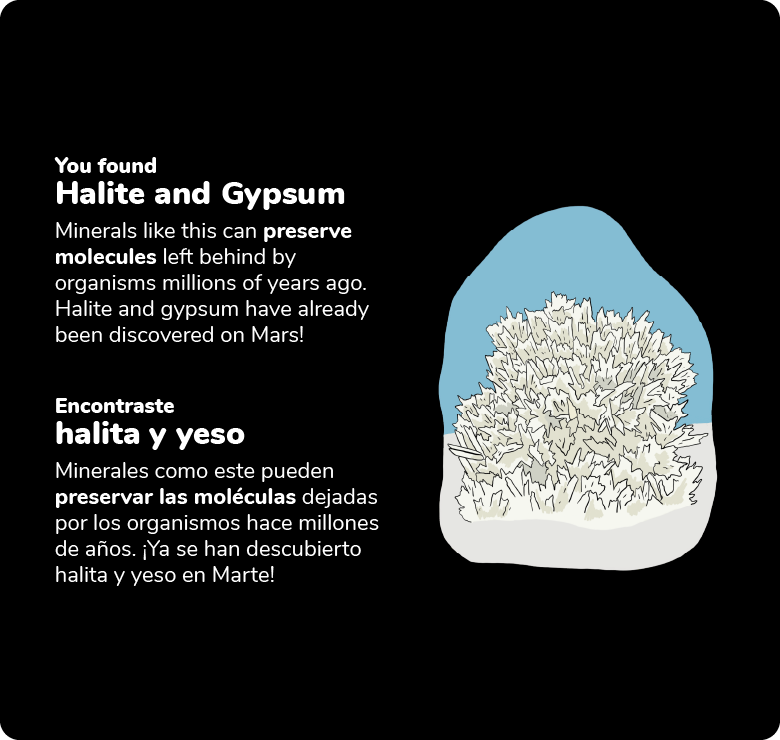 You found
Halite and Gypsum
Minerals like this can preserve
molecules left behind by
organisms millions of years ago.
Halite and gypsum have already
been discovered on Mars!
Encontraste
halita y yeso
Minerales como este pueden
preservar las moléculas dejadas
por los organismos hace millones
de años. ¡Ya se han descubierto
halita y yeso en Marte!